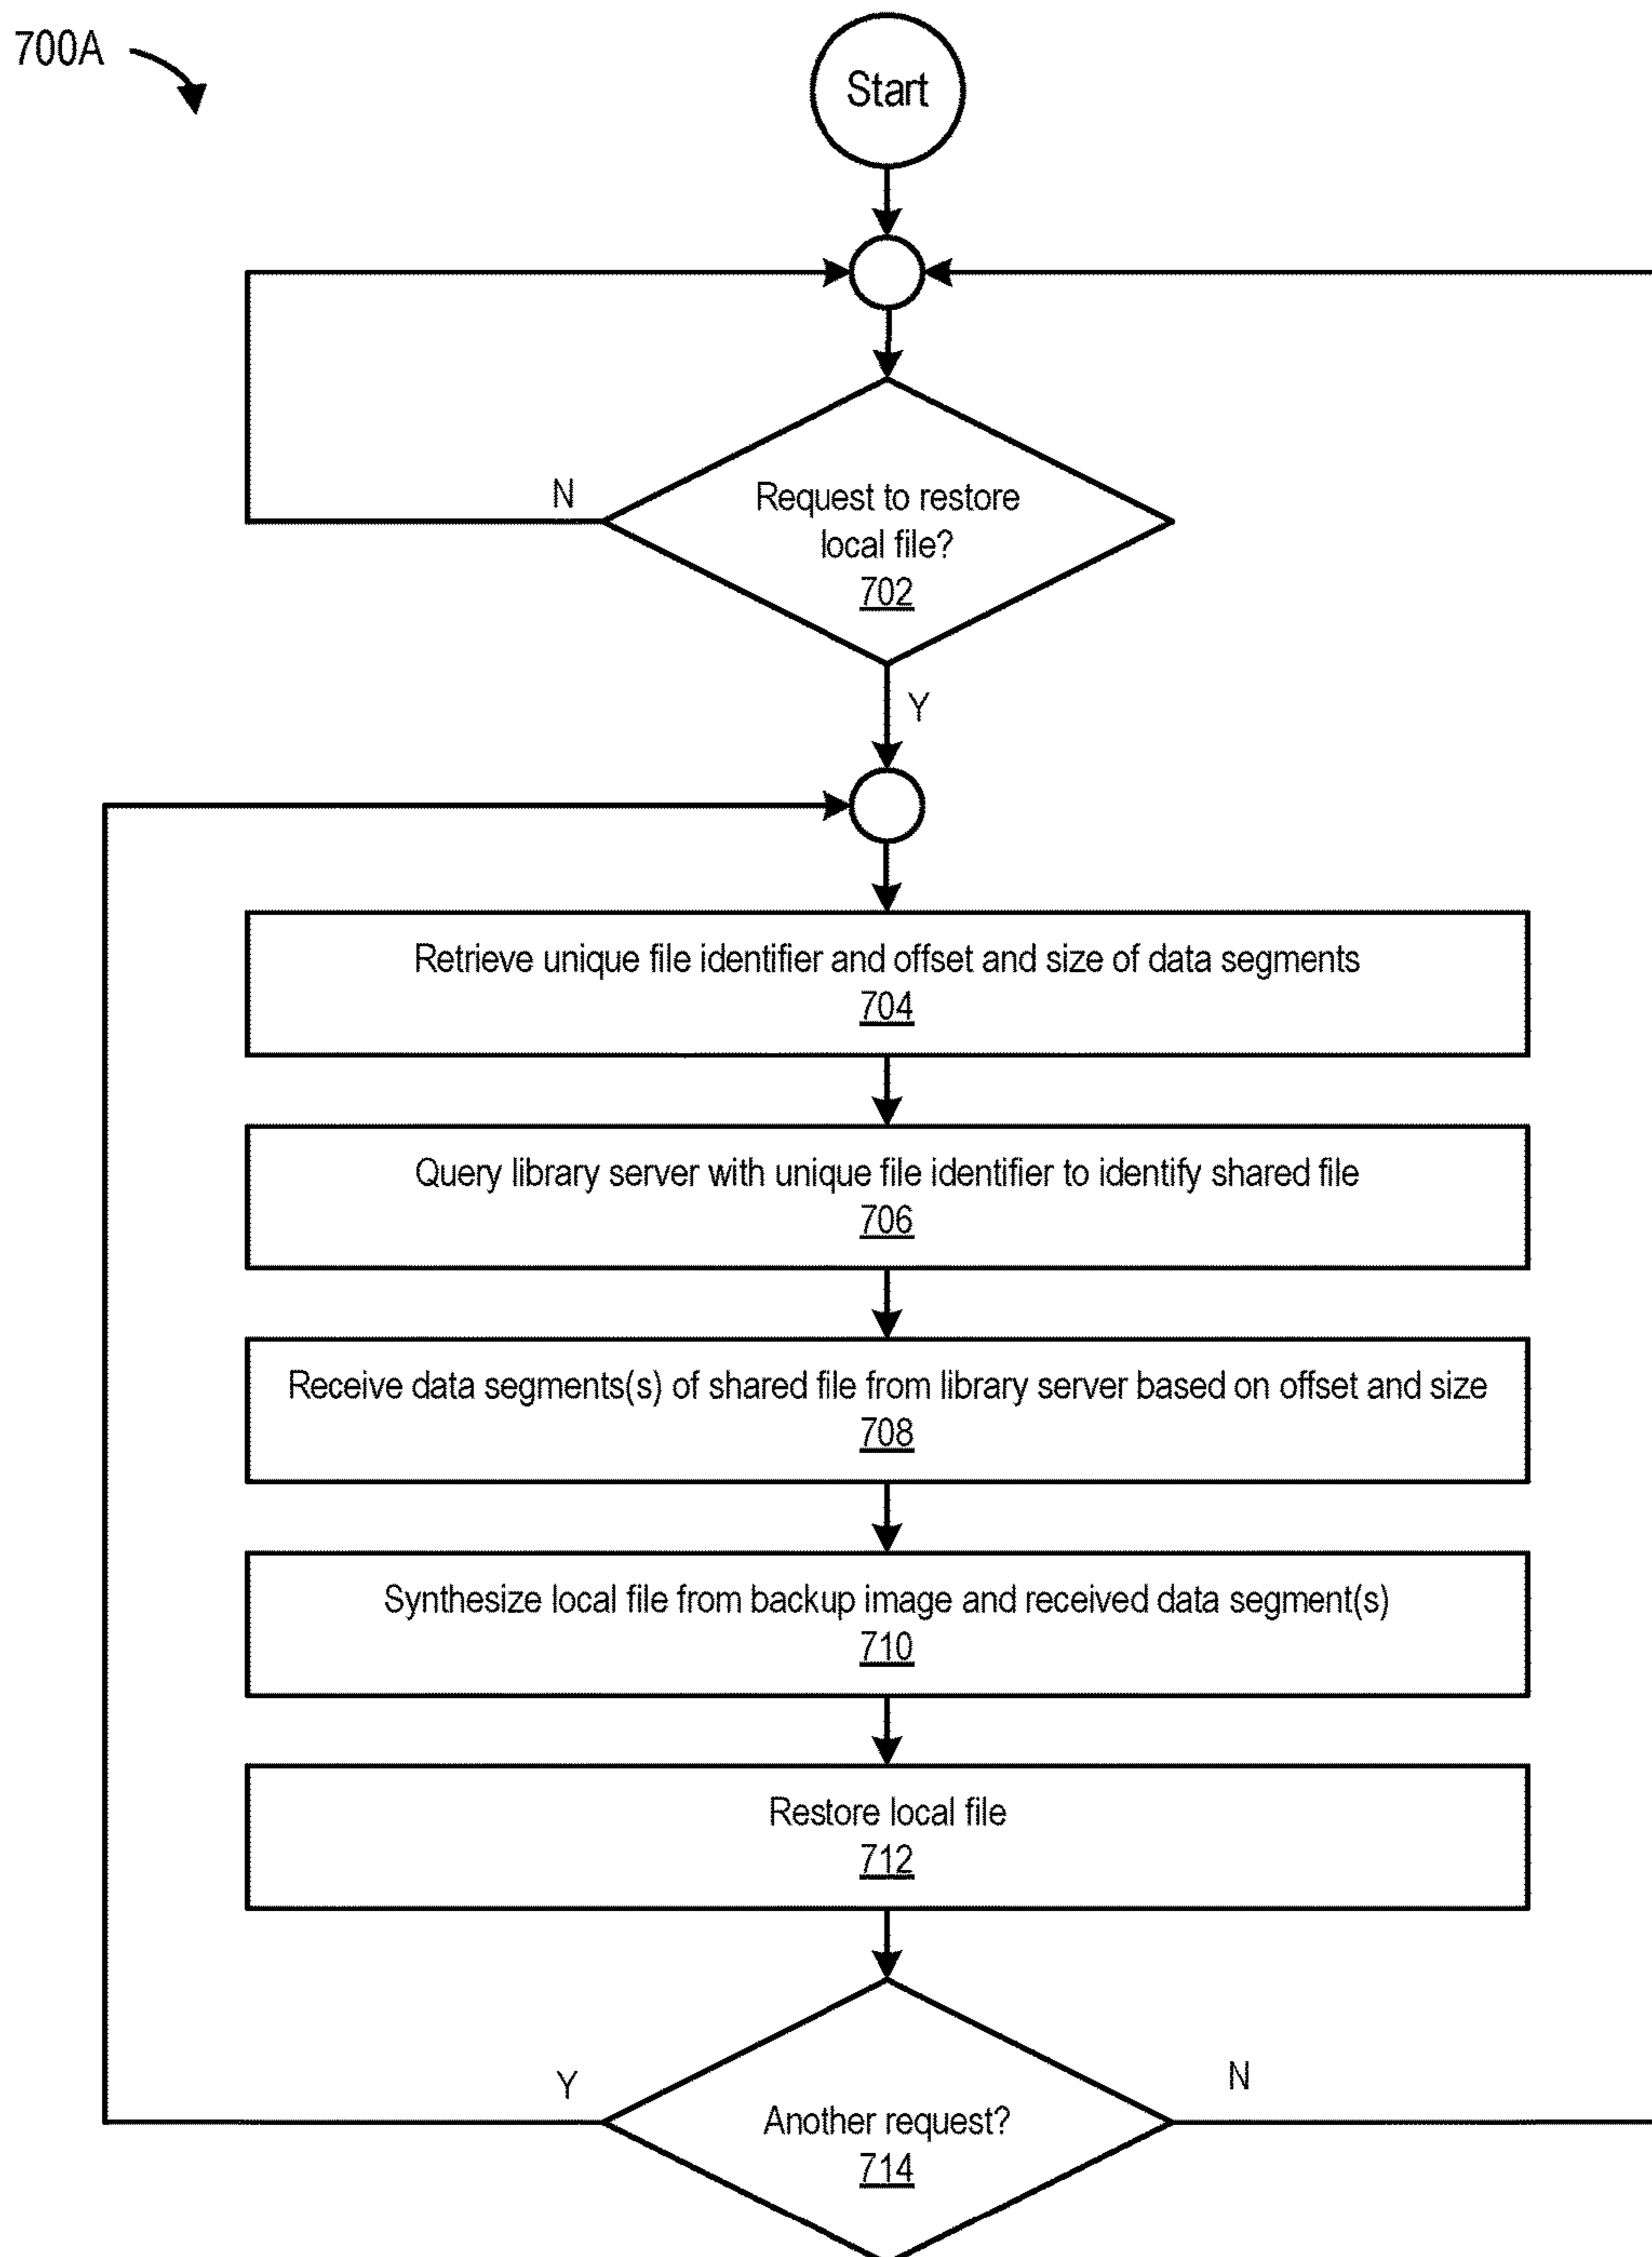 700A
Start
N
Request to restore
local file?
702
Y
Retrieve unique file identifier and offset and size of data segments
704
Query library server with unique file identifier to identify shared file
706
Receive data segments(s) of shared file from library server based on offset and size
708
Synthesize local file from backup image and received data segment(s)
710
Restore local file
712
Y
N
Another request?
714